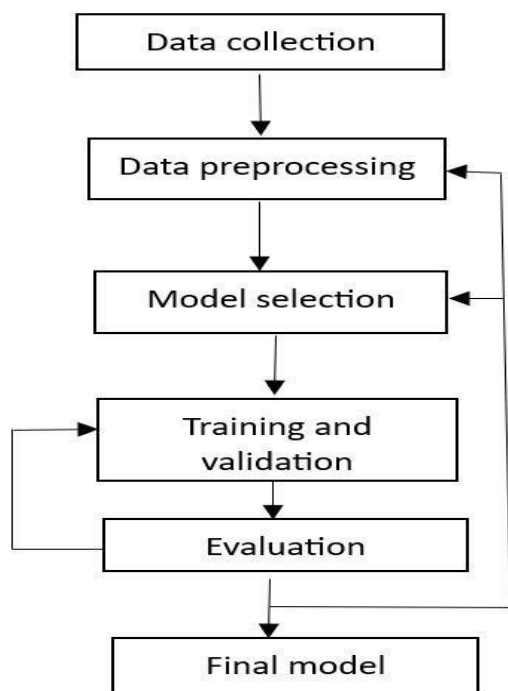 Data collection
Data preprocessing
Model selection
Training and
validation
Evaluation
Final model